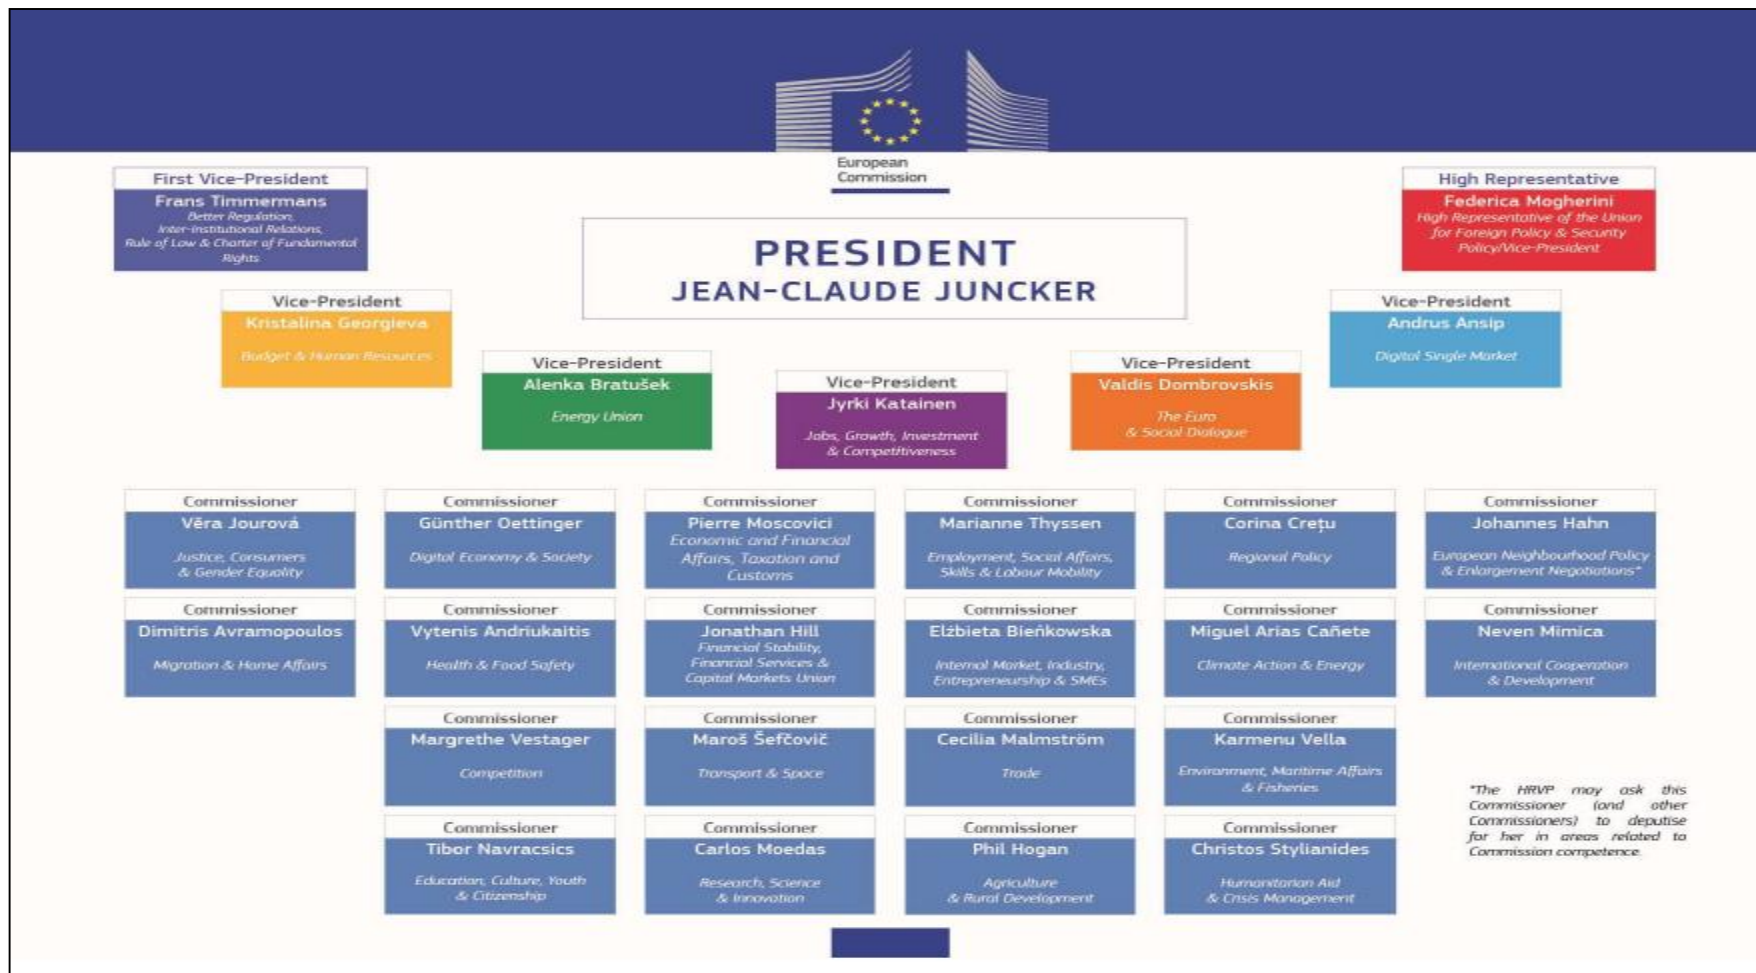 European
Commission
First Vice-President
Frans Timmermans
Better Regulation,
Inter-Institutional Relations,
Rule of Law & Charter of Fundamental
Rights
High Representative
Federica Mogherini
High Representative of the Union
for Foreign Policy & Security
Policy/Vice-President
PRESIDENT
JEAN-CLAUDE JUNCKER
Vice-President
Kristalina Georgieva
Budget & Human Resources
Vice-President
Andrus Ansip
Digital Single Market
Vice-President
Alenka Bratušek
Energy Union
Vice-President
Jyrki Katainen
Jobs, Growth, Investment
& Competitiveness
Vice-President
Valdis Dombrovskis
The Euro
& Social Dialogue
Commissioner
Věra Jourová
Justice, Consumers
& Gender Equality
Commissioner
Günther Oettinger
Digital Economy & Society
Commissioner
Pierre Moscovici
Economic and Financial
Affairs, Taxation and
Customs
Commissioner
Marianne Thyssen
Employment, Social Affairs,
Skills & Labour Mobility
Commissioner
Corina Crețu
Regional Policy
Commissioner
Johannes Hahn
European Neighbourhood Policy
& Enlargement Negotiations*
Commissioner
Dimitris Avramopoulos
Migration & Home Affairs
Commissioner
Vytenis Andriukaitis
Health & Food Safety
Commissioner
Jonathan Hill
Financial Stability,
Financial Services &
Capital Markets Union
Commissioner
Elżbieta Bieńkowska
Internal Market, Industry,
Entrepreneurship & SMEs
Commissioner
Miguel Arias Cañete
Climate Action & Energy
Commissioner
Neven Mimica
International Cooperation
& Development
Commissioner
Margrethe Vestager
Competition
Commissioner
Maroš Šefčovič
Transport & Space
Commissioner
Cecilia Malmström
Trade
Commissioner
Karmenu Vella
Environment, Maritime Affairs
& Fisheries
Commissioner
Tibor Navracsics
Education, Culture, Youth
& Citizenship
Commissioner
Carlos Moedas
Research, Science
& Innovation
Commissioner
Phil Hogan
Agriculture
& Rural Development
Commissioner
Christos Stylianides
Humanitarian Aid
& Crisis Management
*The HRVP may ask this
Commissioner (and other
Commissioners) to deputise
for her in areas related to
Commission competence.